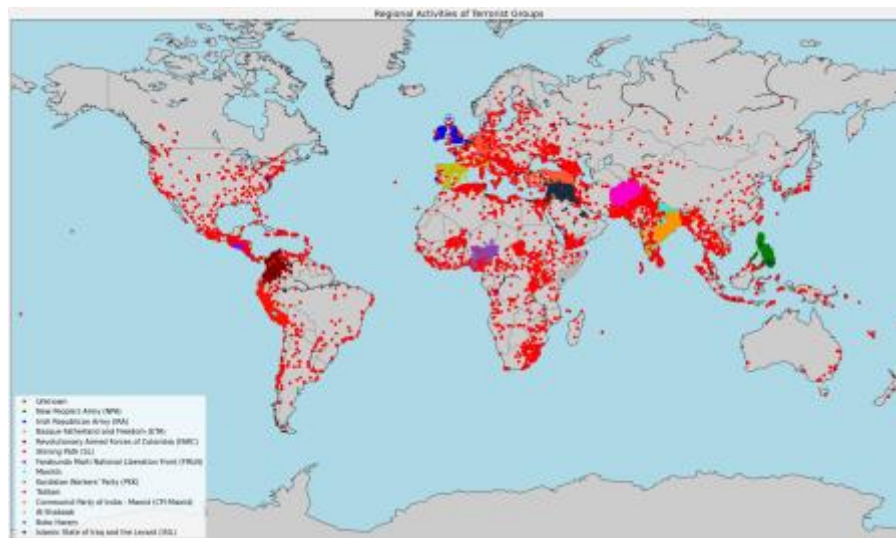 Regional Activities of Terrorist Groups
Unknown
New People's Army (NPA)
Irish Republican Army (IRA)
Basque Fatherland and Freedom (ETA)
Revolutionary Armed Forces of Colombia (FARC)
Shining Path (SL)
Farabundo Marti National Liberation Front (FMLN)
Maoists
Kurdistan Workers' Party (PKK)
Taliban
Communist Party of India - Maoist (CPI-Maoist)
Al-Shabaab
Boko Haram
Islamic State of Iraq and the Levant (ISIL)